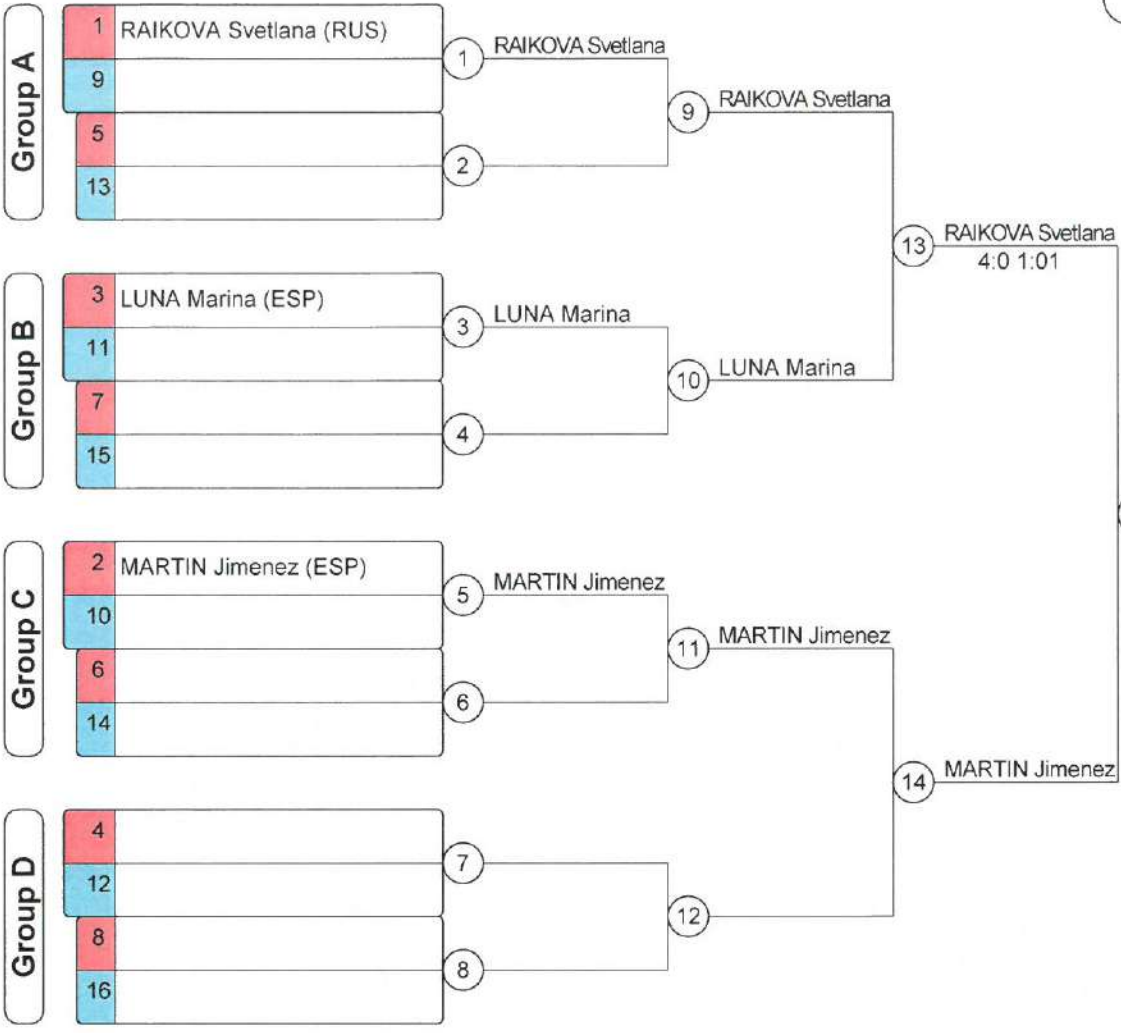 Group A
1 RAIKOVA Svetlana (RUS)
9
5
13
1 RAIKOVA Svetlana
2
9 RAIKOVA Svetlana
13 RAIKOVA Svetlana
4:0 1:01
Group B
3 LUNA Marina (ESP)
11
7
15
3 LUNA Marina
4
10 LUNA Marina
Group C
2 MARTIN Jimenez (ESP)
10
6
14
5 MARTIN Jimenez
6
11 MARTIN Jimenez
14 MARTIN Jimenez
Group D
4
12
8
16
7
8
12